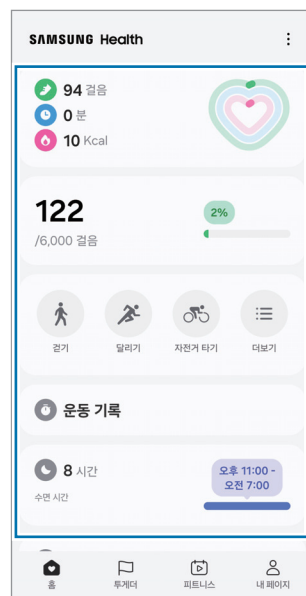 SAMSUNG Health
94 걸음
0 분
10 Kcal
122
/6,000 걸음
2%
걷기
달리기
자전거 타기
더보기
운동 기록
8 시간
수면 시간
오후 11:00 -
오전 7:00
홈
투게더
피트니스
내 페이지